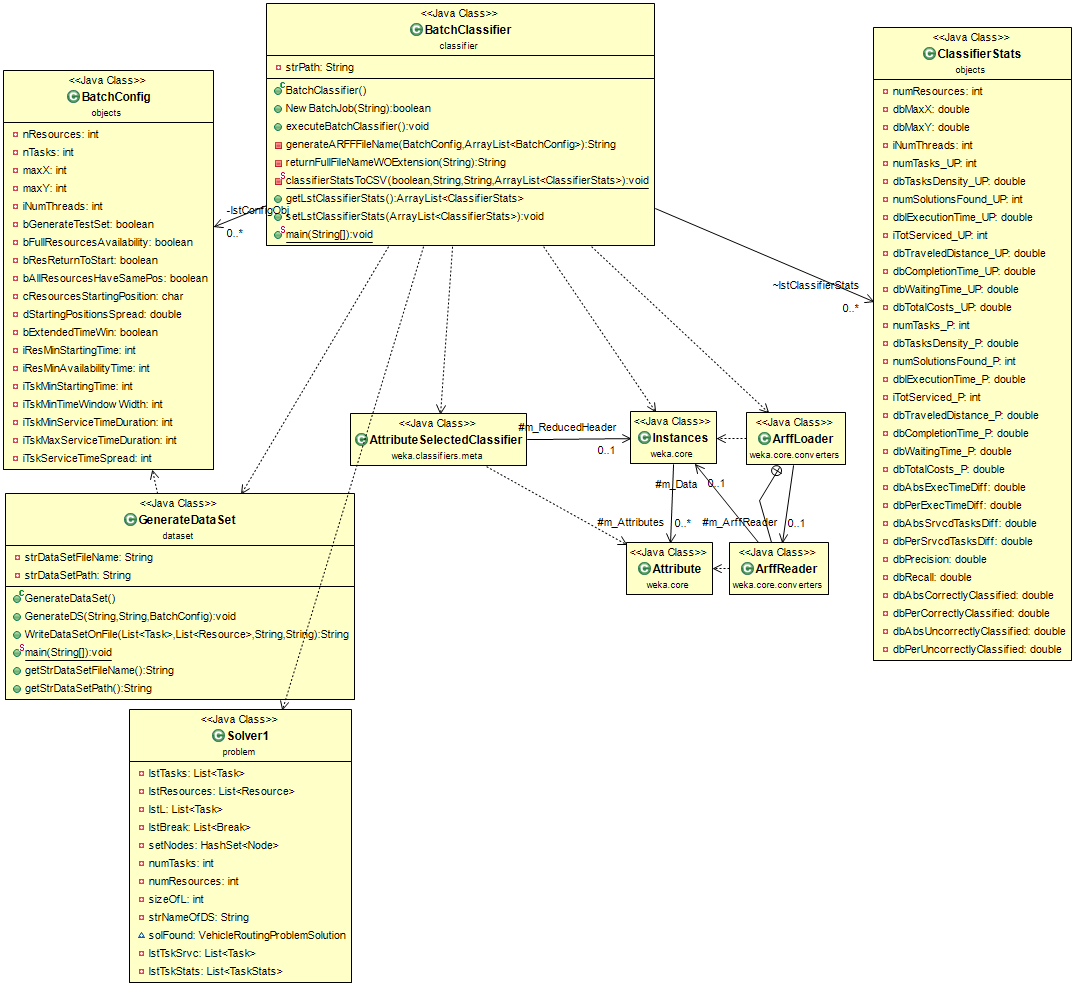 <<Java Class>>
BatchClassifier
classifier
strPath: String
BatchClassifier()
New BatchJob(String):boolean
executeBatchClassifier():void
generateARFFFileName(BatchConfig,ArrayList<BatchConfig>):String
returnFullFileNameWOExtension(String):String
classifierStatsToCSV(boolean,String,String,ArrayList<ClassifierStats>):void
getLstClassifierStats():ArrayList<ClassifierStats>
setLstClassifierStats(ArrayList<ClassifierStats>):void
main(String[]):void
<<Java Class>>
BatchConfig
objects
nResources: int
nTasks: int
maxX: int
maxY: int
iNumThreads: int
bGenerateTestSet: boolean
bFullResourcesAvailability: boolean
bResReturnToStart: boolean
bAllResourcesHaveSamePos: boolean
cResourcesStartingPosition: char
dStartingPositionsSpread: double
bExtendedTimeWin: boolean
iResMinStartingTime: int
iResMinAvailabilityTime: int
iTskMinStartingTime: int
iTskMinTimeWindow Width: int
iTskMinServiceTimeDuration: int
iTskMaxServiceTimeDuration: int
iTskServiceTimeSpread: int
-lstConfigObj
0..*
<<Java Class>>
ClassifierStats
objects
numResources: int
dbMaxX: double
dbMaxY: double
iNumThreads: int
numTasks_UP: int
dbTasksDensity_UP: double
numSolutionsFound_UP: int
dblExecutionTime_UP: double
iTotServiced_UP: int
dbTraveledDistance_UP: double
dbCompletionTime_UP: double
dbWaitingTime_UP: double
dbTotalCosts_UP: double
numTasks_P: int
dbTasksDensity_P: double
numSolutionsFound_P: int
dblExecutionTime_P: double
iTotServiced_P: int
dbTraveledDistance_P: double
dbCompletionTime_P: double
dbWaitingTime_P: double
dbTotalCosts_P: double
dbAbsExecTimeDiff: double
dbPerExecTimeDiff: double
dbAbsSrvcdTasksDiff: double
dbPerSrvcdTasksDiff: double
dbPrecision: double
dbRecall: double
dbAbsCorrectlyClassified: double
dbPerCorrectlyClassified: double
dbAbsUncorrectlyClassified: double
dbPerUncorrectlyClassified: double
~lstClassifierStats
0..*
<<Java Class>>
AttributeSelectedClassifier
weka.classifiers.meta
#m_ReducedHeader
0..1
<<Java Class>>
Instances
weka.core
<<Java Class>>
ArffLoader
weka.core.converters
#m_Data
0..1
#m_Attributes
0..*
#m_ArffReader
0..1
<<Java Class>>
Attribute
weka.core
<<Java Class>>
ArffReader
weka.core.converters
<<Java Class>>
GenerateDataSet
dataset
strDataSetFileName: String
strDataSetPath: String
GenerateDataSet()
GenerateDS(String,String,BatchConfig):void
WriteDataSetOnFile(List<Task>,List<Resource>,String,String):String
main(String[]):void
getStrDataSetFileName():String
getStrDataSetPath():String
<<Java Class>>
Solver1
problem
lstTasks: List<Task>
lstResources: List<Resource>
lstL: List<Task>
lstBreak: List<Break>
setNodes: HashSet<Node>
numTasks: int
numResources: int
sizeOfL: int
strNameOfDS: String
solFound: VehicleRoutingProblemSolution
lstTskSrvc: List<Task>
lstTskStats: List<TaskStats>